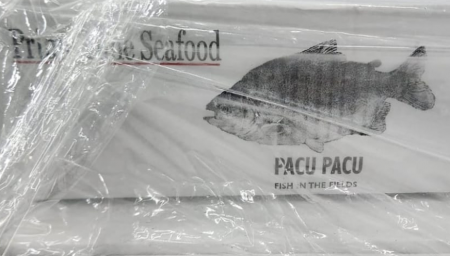 Seafood
PACU PACU
FISH IN THE FIELDS